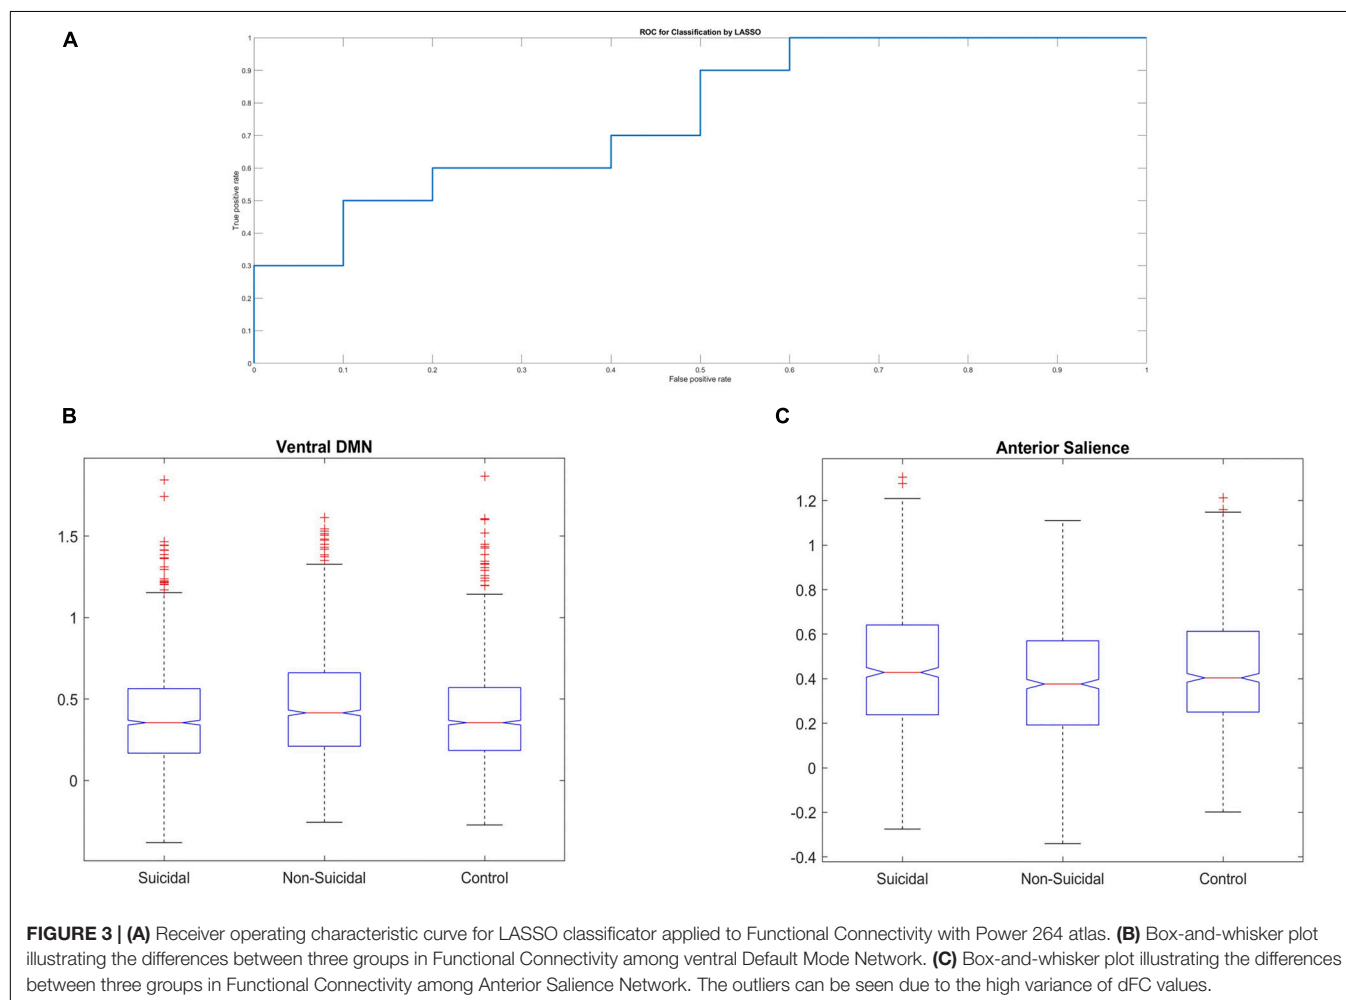 A
ROC for Classification by LASSO
1
0.9
0.8
0.7
0.6
0.5
0.4
0.3
0.2
0.1
0
True positive rate
0 0.1 0.2 0.3 0.4 0.5 0.6 0.7 0.8 0.9 1
False positive rate
B
Ventral DMN
1.5
1
0.5
0
Suicidal Non-Suicidal Control
C
Anterior Salience
1.2
1
0.8
0.6
0.4
0.2
0
-0.2
-0.4
Suicidal Non-Suicidal Control
FIGURE 3 | (A) Receiver operating characteristic curve for LASSO classificator applied to Functional Connectivity with Power 264 atlas. (B) Box-and-whisker plot
illustrating the differences between three groups in Functional Connectivity among ventral Default Mode Network. (C) Box-and-whisker plot illustrating the differences
between three groups in Functional Connectivity among Anterior Salience Network. The outliers can be seen due to the high variance of dFC values.